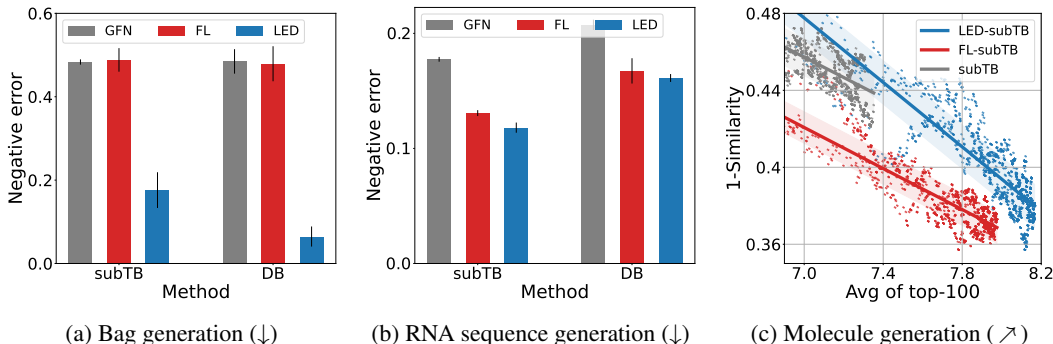 0.6
0.4
0.2
0.0
Negative error
GFN FL LED
subTB DB
Method
(a) Bag generation (↓)
0.2
0.1
0.0
Negative error
GFN FL LED
subTB DB
Method
(b) RNA sequence generation (↓)
0.48
0.44
0.4
0.36
1-Similarity
LED-subTB
FL-subTB
subTB
7.0 7.4 7.8 8.2
Avg of top-100
(c) Molecule generation (↗)